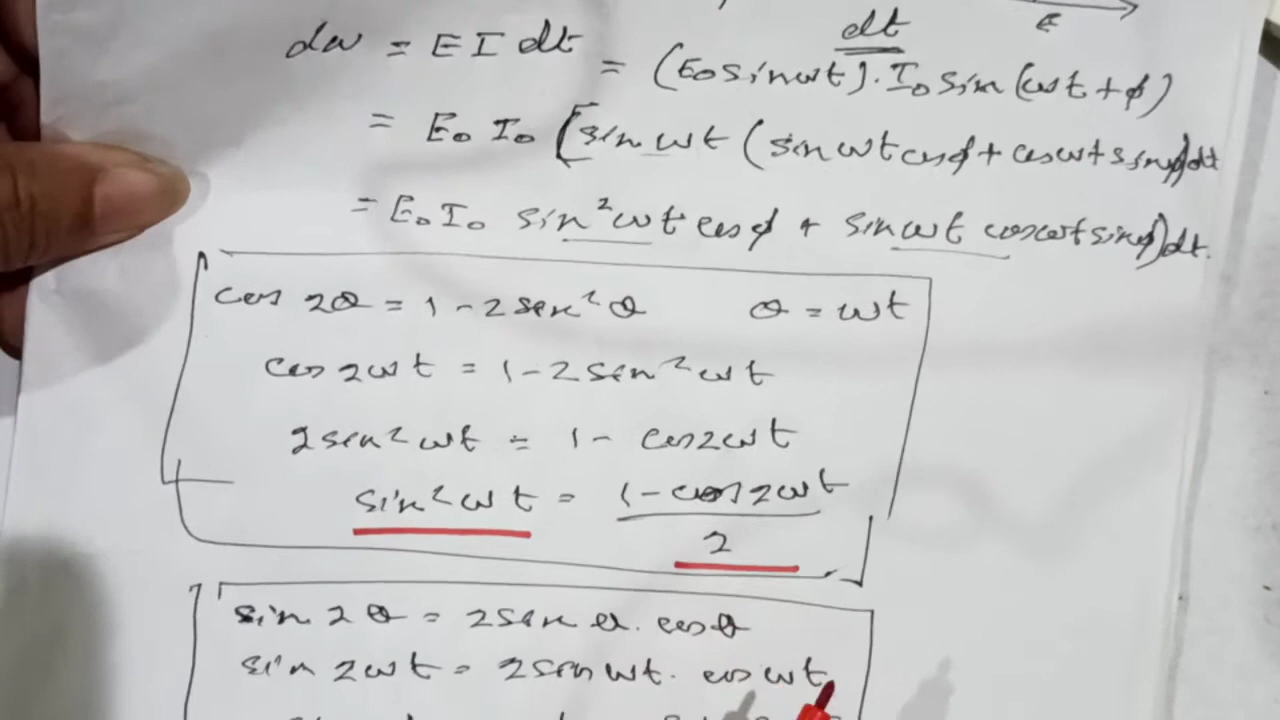 dt
E
dw = EI dt = (E₀ sin ωt). I₀ sin (ωt + φ)
= E₀ I₀ [sin ωt (sin ωt cos φ + cos ωt sin φ) dt
= E₀ I₀ sin² ωt cos φ + sin ωt cos ωt sin φ) dt.
cos 2θ = 1 - 2 sin² θ θ = ωt
cos 2ωt = 1 - 2 sin² ωt
2 sin² ωt = 1 - cos 2ωt
sin² ωt = 1 - cos 2ωt
2
sin 2θ = 2 sin θ. cos θ
sin 2ωt = 2 sin ωt. cos ωt